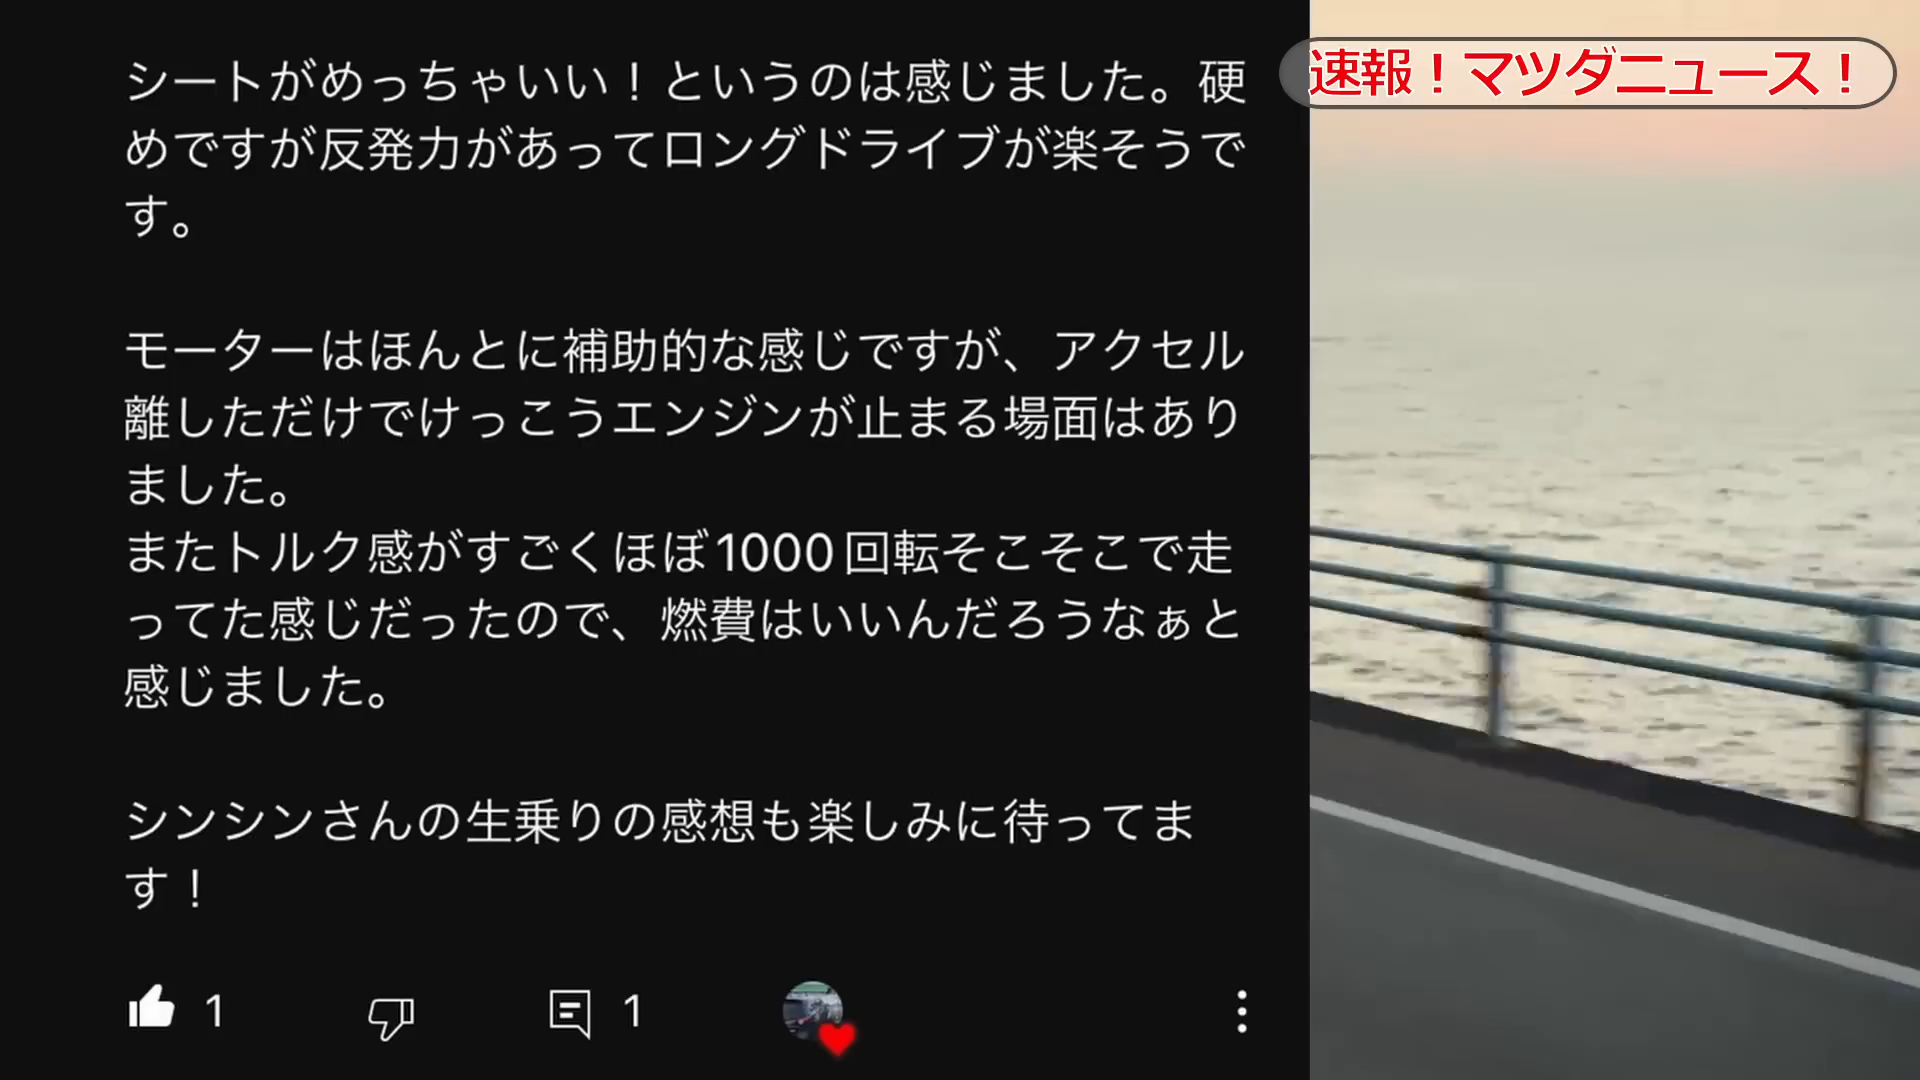 シートがめっちゃいい！というのは感じました。硬
めですが反発力があってロングドライブが楽そうで
す。
モーターはほんとに補助的な感じですが、アクセル
離しただけでけっこうエンジンが止まる場面はあり
ました。
またトルク感がすごくほぼ1000回転そこそこで走
ってた感じだったので、燃費はいいんだろうなぁと
感じました。
シンシンさんの生乗りの感想も楽しみに待ってま
す！
1
1
速報！マツダニュース！